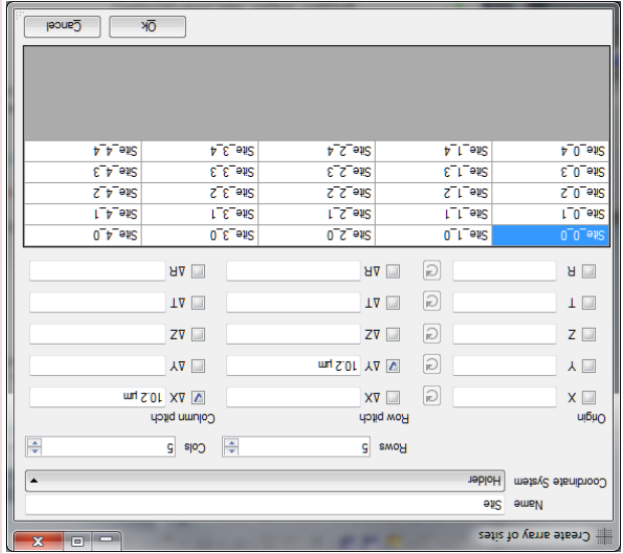 Create array of sites
Name Site
Coordinate System Holder
Rows 5 Cols 5
Origin Row pitch Column pitch
X ΔX ΔX 10.2 µm
Y ΔY 10.2 µm ΔY
Z ΔZ ΔZ
T ΔT ΔT
R ΔR ΔR
Site_0_0 Site_1_0 Site_2_0 Site_3_0 Site_4_0
Site_0_1 Site_1_1 Site_2_1 Site_3_1 Site_4_1
Site_0_2 Site_1_2 Site_2_2 Site_3_2 Site_4_2
Site_0_3 Site_1_3 Site_2_3 Site_3_3 Site_4_3
Site_0_4 Site_1_4 Site_2_4 Site_3_4 Site_4_4
Ok Cancel